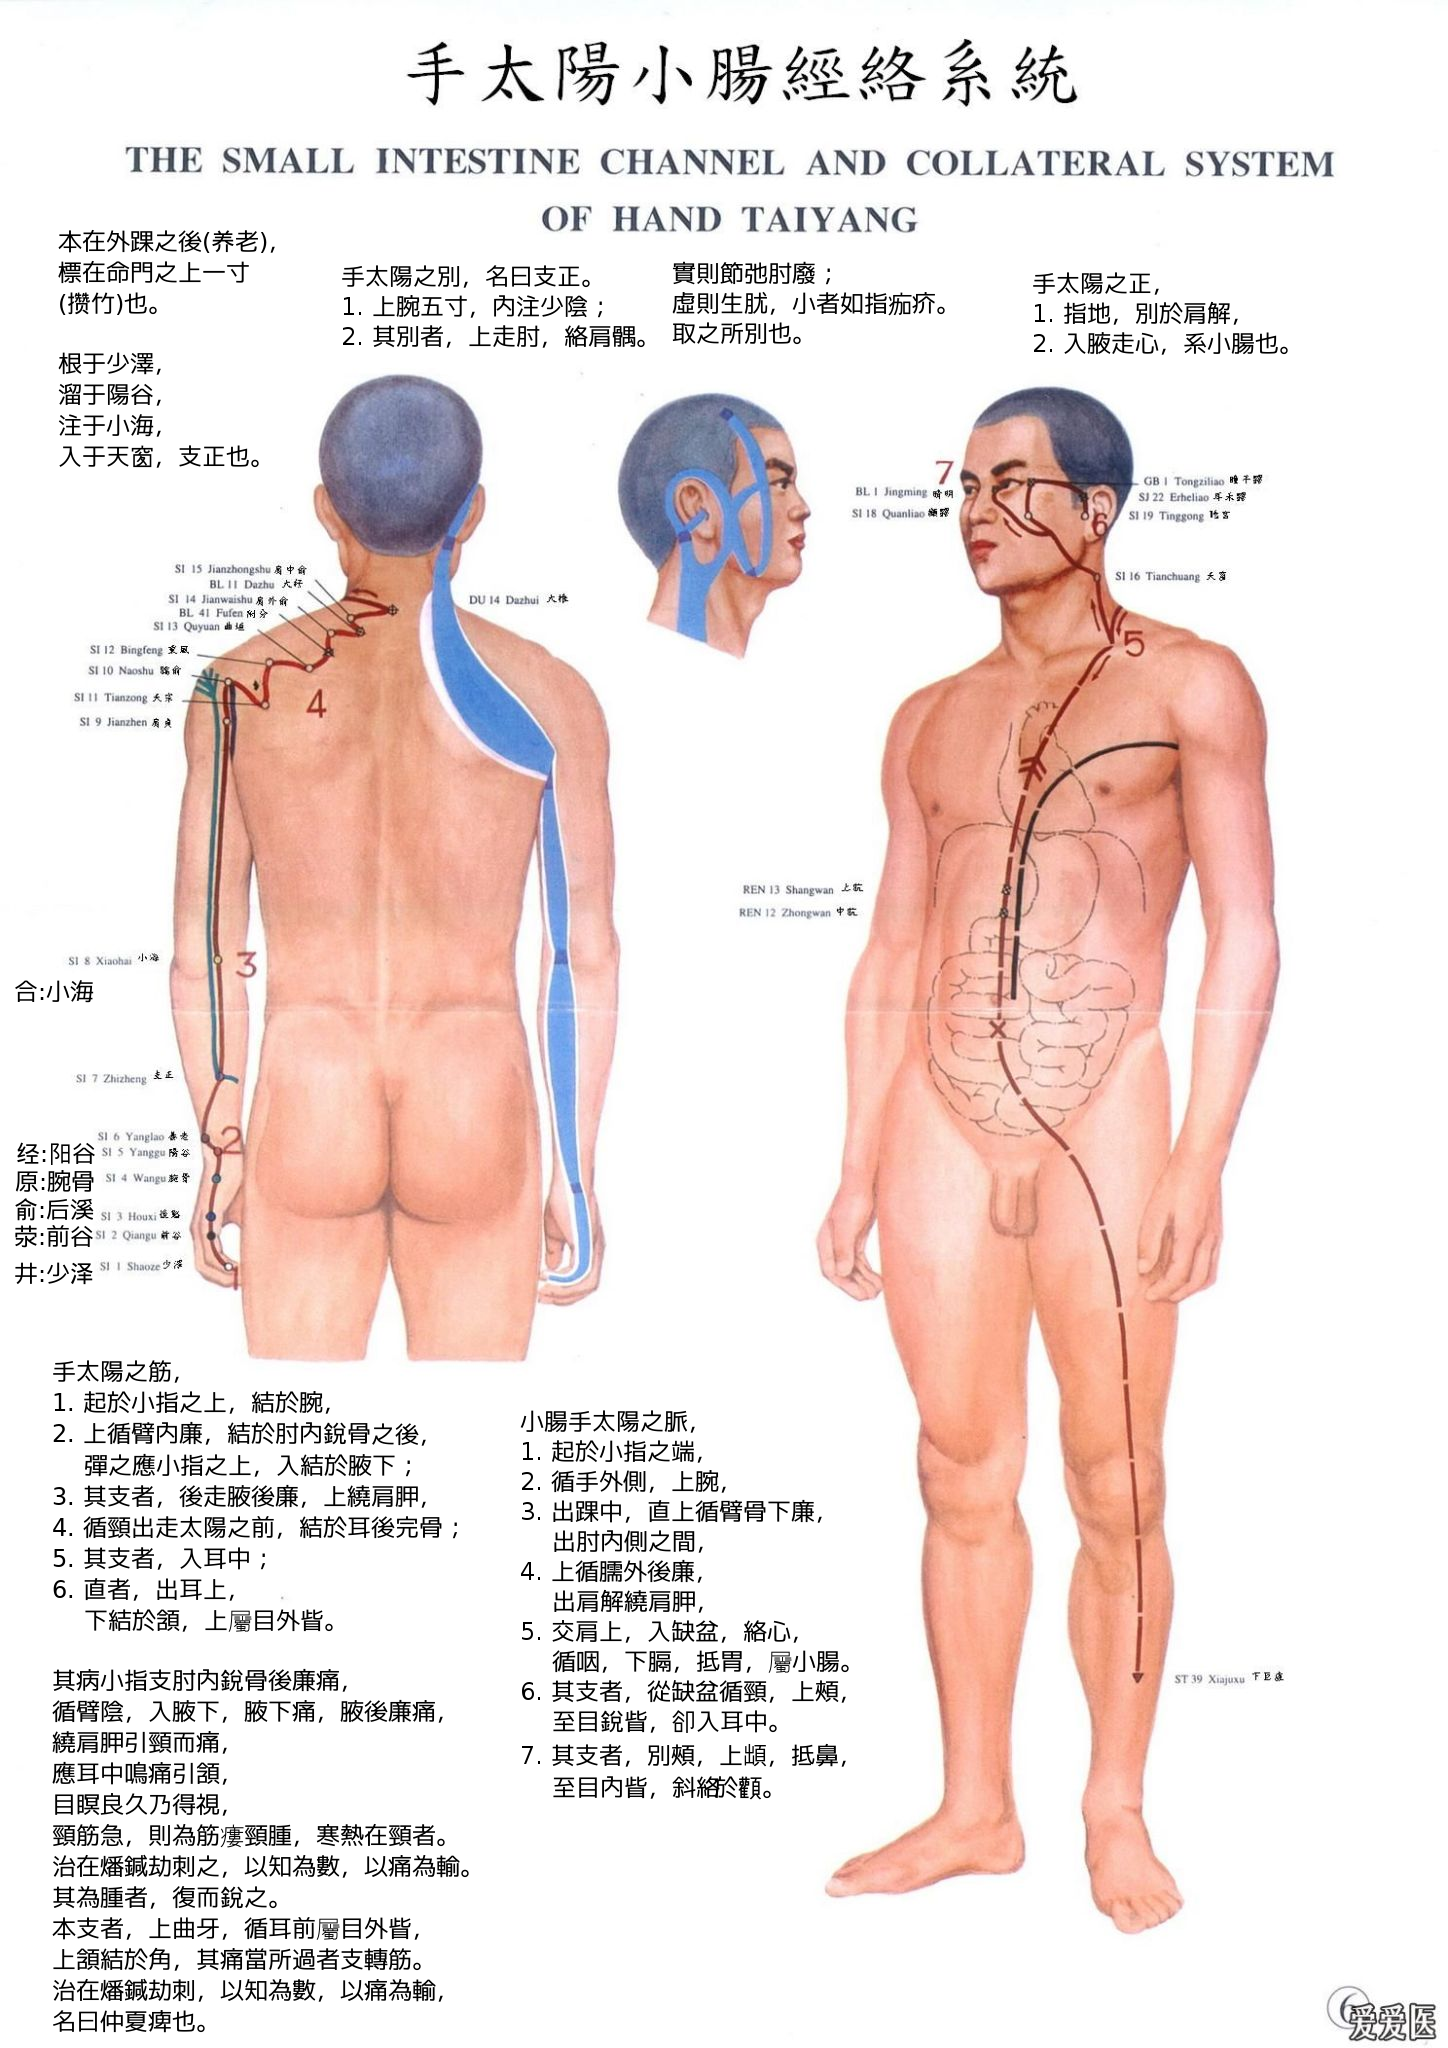 手太陽小腸經絡系統
THE SMALL INTESTINE CHANNEL AND COLLATERAL SYSTEM
OF HAND TAIYANG
本在外踝之後(养老)，
標在命門之上一寸
(攒竹)也。
根于少澤，
溜于陽谷，
注于小海，
入于天窗，支正也。
手太陽之別，名曰支正。
1. 上腕五寸，內注少陰；
2. 其別者，上走肘，絡肩髃。
實則節弛肘廢；
虛則生肬，小者如指痂疥。
取之所別也。
手太陽之正，
1. 指地，別於肩解，
2. 入腋走心，系小腸也。
SI 15 Jianzhongshu 肩中俞
BL 11 Dazhu 大杼
SI 14 Jianwaishu 肩外俞
BL 41 Fufen 附分
SI 13 Quyuan 曲垣
SI 12 Bingfeng 秉風
SI 10 Naoshu 臑俞
SI 11 Tianzong 天宗
SI 9 Jianzhen 肩貞
4
DU 14 Dazhui 大椎
7
BL 1 Jingming 睛明
SI 18 Quanliao 顴髎
GB 1 Tongziliao 瞳子髎
SJ 22 Erheliao 耳禾髎
SI 19 Tinggong 聽宮
6
SI 16 Tianchuang 天窗
5
REN 13 Shangwan 上脘
REN 12 Zhongwan 中脘
SI 8 Xiaohai 小海
3
合:小海
SI 7 Zhizheng 支正
SI 6 Yanglao 養老
2
经:阳谷 SI 5 Yanggu 陽谷
原:腕骨 SI 4 Wangu 腕骨
俞:后溪 SI 3 Houxi 後谿
荥:前谷 SI 2 Qiangu 前谷
井:少泽 SI 1 Shaoze 少澤
1
手太陽之筋，
1. 起於小指之上，結於腕，
2. 上循臂內廉，結於肘內銳骨之後，
彈之應小指之上，入結於腋下；
3. 其支者，後走腋後廉，上繞肩胛，
4. 循頸出走太陽之前，結於耳後完骨；
5. 其支者，入耳中；
6. 直者，出耳上，
下結於頷，上屬目外眥。
其病小指支肘內銳骨後廉痛，
循臂陰，入腋下，腋下痛，腋後廉痛，
繞肩胛引頸而痛，
應耳中鳴痛引頷，
目瞑良久乃得視，
頸筋急，則為筋瘻頸腫，寒熱在頸者。
治在燔鍼劫刺之，以知為數，以痛為輸。
其為腫者，復而銳之。
本支者，上曲牙，循耳前屬目外眥，
上頷結於角，其痛當所過者支轉筋。
治在燔鍼劫刺，以知為數，以痛為輸，
名曰仲夏痺也。
小腸手太陽之脈，
1. 起於小指之端，
2. 循手外側，上腕，
3. 出踝中，直上循臂骨下廉，
出肘內側之間，
4. 上循臑外後廉，
出肩解繞肩胛，
5. 交肩上，入缺盆，絡心，
循咽，下膈，抵胃，屬小腸。
6. 其支者，從缺盆循頸，上頰，
至目銳眥，卻入耳中。
7. 其支者，別頰，上䪼，抵鼻，
至目內眥，斜絡於顴。
ST 39 Xiajuxu 下巨虛
6
爱爱医